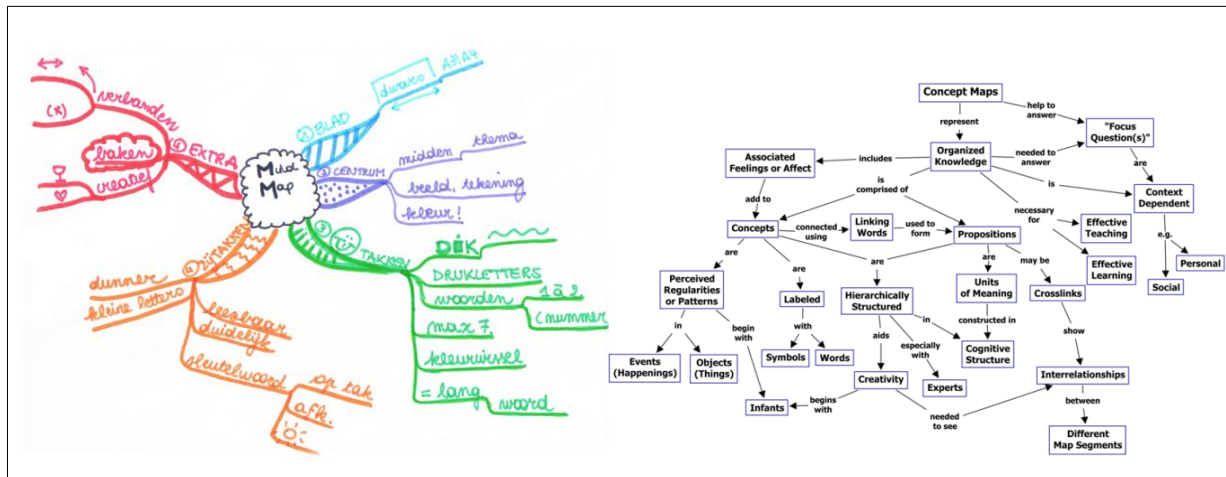 Mind
Map
① BLAD
dwars
A3/A4
② CENTRUM
midden
thema
beeld, tekening
kleur!
③ TAKKEN
DIK
DRUKLETTERS
woorden
1 à 2
(nummer
max 7
kleurwissel
= lang
woord
④ ZIJTAKKEN
dunner
kleine letters
leesbaar
duidelijk
sleutelwoord
op tak
afk.
EXTRA
verbanden
(x)
baken
creatief
Concept Maps
help to
answer
represent
"Focus
Question(s)"
Organized
Knowledge
needed to
answer
includes
Associated
Feelings or Affect
are
is
comprised of
is
Context
Dependent
add to
necessary
for
Concepts
connected
using
Linking
Words
used to
form
Propositions
Effective
Teaching
e.g.
are
are
are
may be
Effective
Learning
Personal
Social
Perceived
Regularities
or Patterns
Labeled
Hierarchically
Structured
Units
of Meaning
Crosslinks
in
begin
with
with
aids
in
especially
with
constructed in
show
Events
(Happenings)
Objects
(Things)
Symbols
Words
Cognitive
Structure
Creativity
Experts
Interrelationships
Infants
begins
with
needed
to see
between
Different
Map Segments